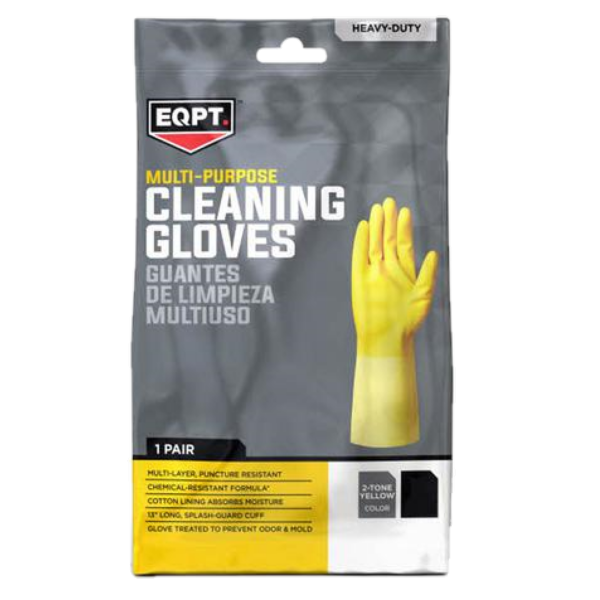 HEAVY-DUTY
EQPT.
MULTI-PURPOSE
CLEANING
GLOVES
GUANTES
DE LIMPIEZA
MULTIUSO
1 PAIR
MULTI-LAYER, PUNCTURE RESISTANT
CHEMICAL-RESISTANT FORMULA*
COTTON LINING ABSORBS MOISTURE
13" LONG, SPLASH-GUARD CUFF
GLOVE TREATED TO PREVENT ODOR & MOLD
2-TONE
YELLOW
COLOR